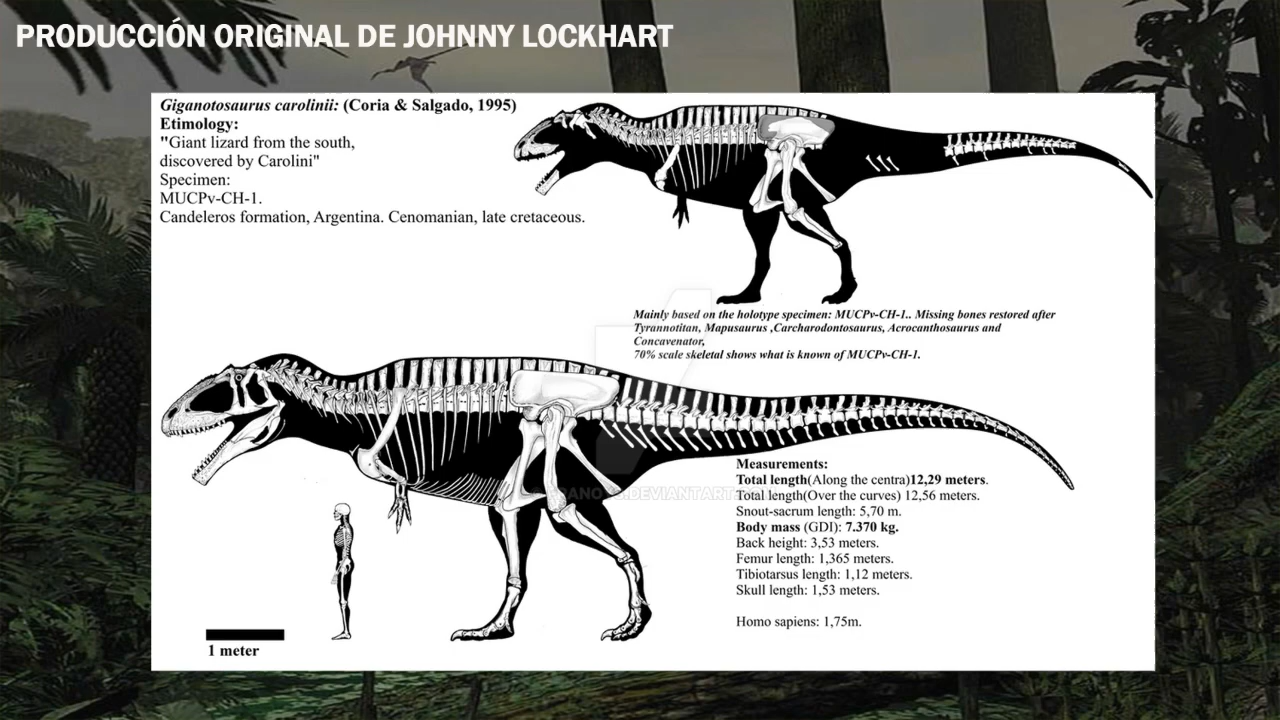 PRODUCCIÓN ORIGINAL DE JOHNNY LOCKHART
Giganotosaurus carolinii: (Coria & Salgado, 1995)
Etimology:
"Giant lizard from the south,
discovered by Carolini"
Specimen:
MUCPv-CH-1.
Candeleros formation, Argentina. Cenomanian, late cretaceous.
Mainly based on the holotype specimen: MUCPv-CH-1.. Missing bones restored after
Tyrannotitan, Mapusaurus ,Carcharodontosaurus, Acrocanthosaurus and
Concavenator,
70% scale skeletal shows what is known of MUCPv-CH-1.
Measurements:
Total length(Along the centra)12,29 meters.
Total length(Over the curves) 12,56 meters.
Snout-sacrum length: 5,70 m.
Body mass (GDI): 7.370 kg.
Back height: 3,53 meters.
Femur length: 1,365 meters.
Tibiotarsus length: 1,12 meters.
Skull length: 1,53 meters.
Homo sapiens: 1,75m.
1 meter